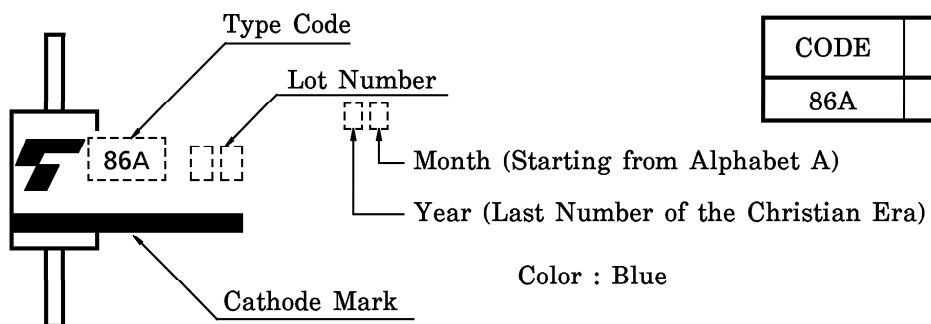 Type Code
Lot Number
CODE
86A
86A
Month (Starting from Alphabet A)
Year (Last Number of the Christian Era)
Color : Blue
Cathode Mark